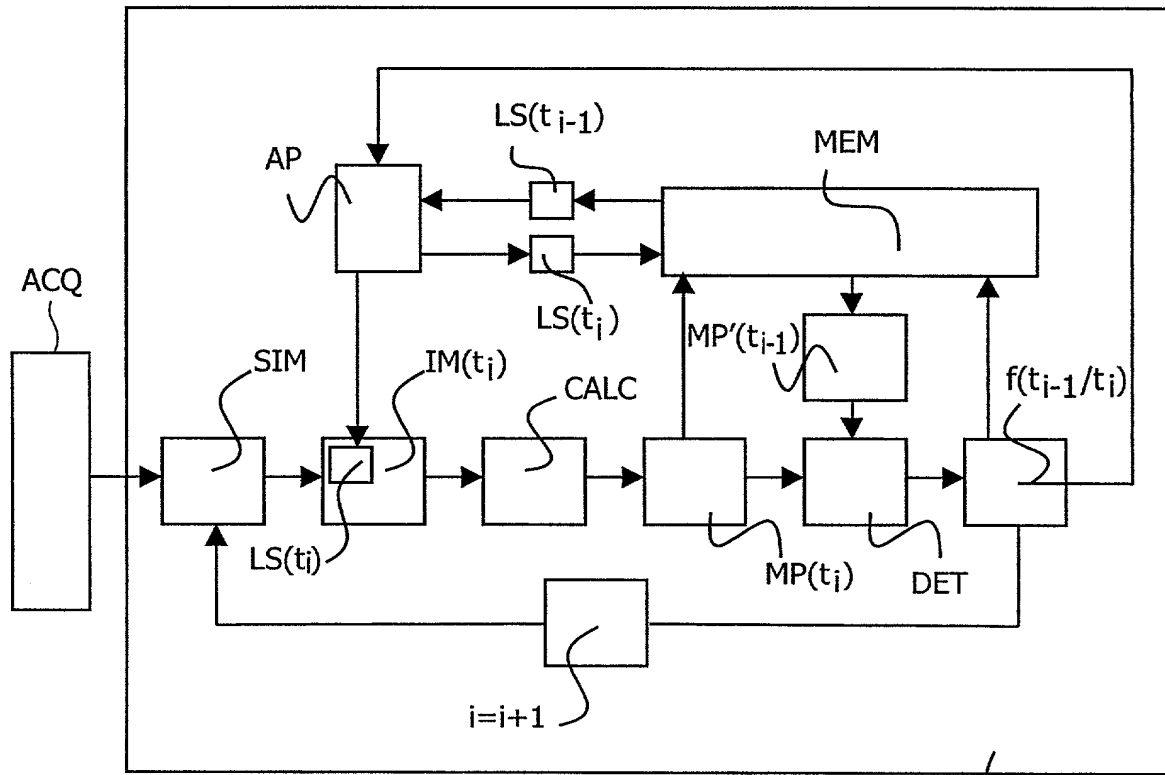 LS(t i-1)
AP
MEM
ACQ
LS(ti)
MP'(ti-1)
SIM
IM(ti)
CALC
f(ti-1/ti)
LS(ti)
MP(ti)
DET
i=i+1